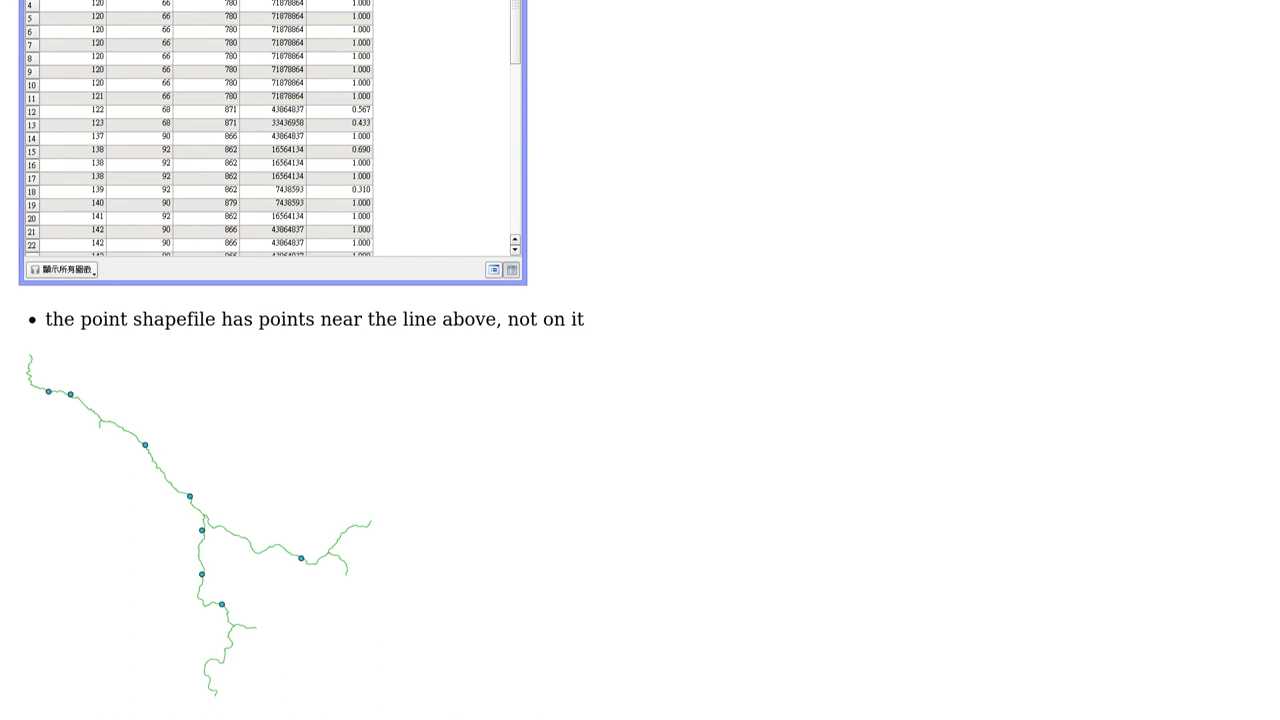 4 120 66 780 71878864 1.000
5 120 66 780 71878864 1.000
6 120 66 780 71878864 1.000
7 120 66 780 71878864 1.000
8 120 66 780 71878864 1.000
9 120 66 780 71878864 1.000
10 120 66 780 71878864 1.000
11 121 66 780 71878864 1.000
12 122 68 871 43864837 0.567
13 123 68 871 33436958 0.433
14 137 90 866 43864837 1.000
15 138 92 862 16564134 0.690
16 138 92 862 16564134 1.000
17 138 92 862 16564134 1.000
18 139 92 862 7438593 0.310
19 140 90 879 7438593 1.000
20 141 92 862 16564134 1.000
21 142 90 866 43864837 1.000
22 142 90 866 43864837 1.000
顯示所有圖徵
• the point shapefile has points near the line above, not on it